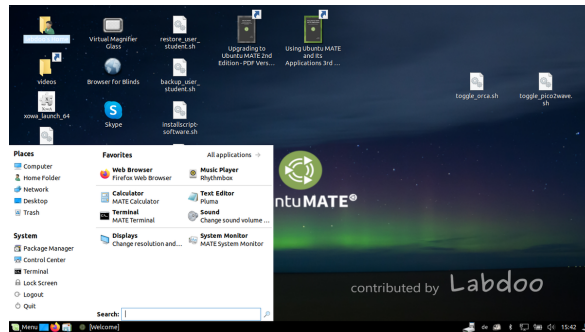 Virtual Magnifier
Glass
restore_user_
student.sh
Upgrading to
Ubuntu MATE 2nd
Edition - PDF Vers...
Using Ubuntu MATE
and Its
Applications 3rd ...
videos
Browser for Blinds
backup_user_
student.sh
toggle_orca.sh
toggle_pico2wave.
sh
xowa_launch_64
Skype
installscript-
software.sh
Places
Computer
Home Folder
Network
Desktop
Trash
System
Package Manager
Control Center
Terminal
Lock Screen
Logout
Quit
Favorites
All applications
Web Browser
Firefox Web Browser
Music Player
Rhythmbox
Calculator
MATE Calculator
Text Editor
Pluma
Terminal
MATE Terminal
Sound
Change sound volume ...
Displays
Change resolution and...
System Monitor
MATE System Monitor
Search:
ntuMATE®
contributed by Labdoo
Menu
[Welcome]
de
15:42